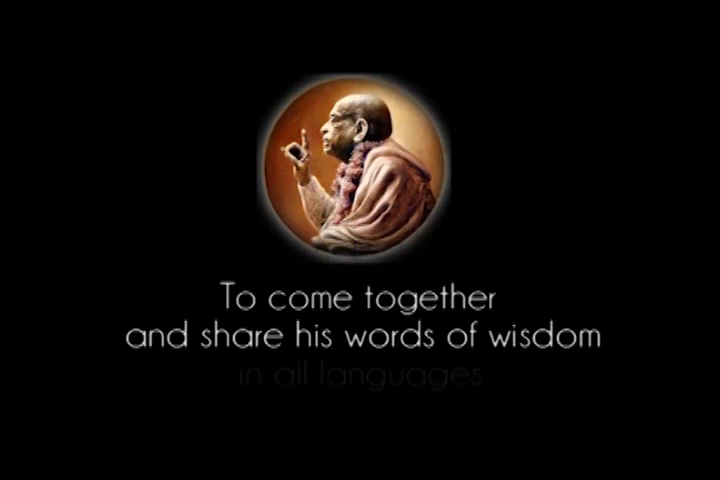 To come together
and share his words of wisdom
in all languages